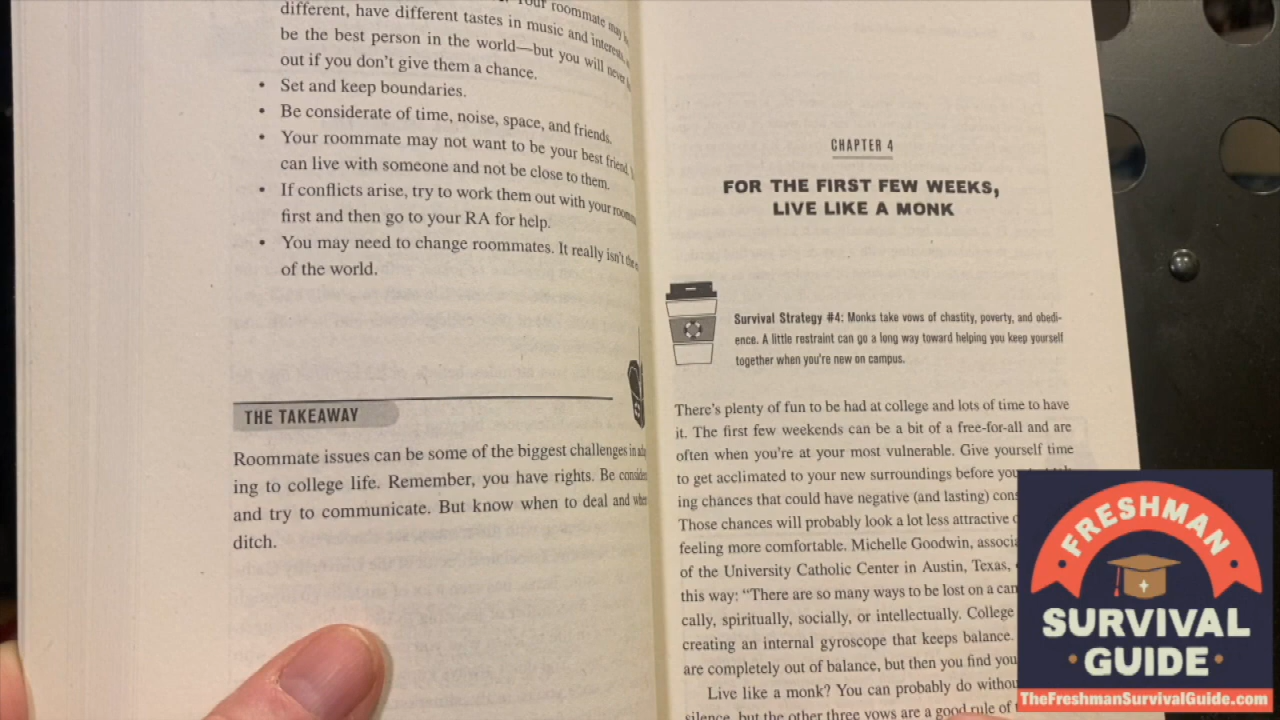 Your roommate may
different, have different tastes in music and interests,
be the best person in the world—but you will never
out if you don't give them a chance.
• Set and keep boundaries.
• Be considerate of time, noise, space, and friends.
• Your roommate may not want to be your best friend.
can live with someone and not be close to them.
• If conflicts arise, try to work them out with your
first and then go to your RA for help.
• You may need to change roommates. It really isn't the
of the world.
THE TAKEAWAY
Roommate issues can be some of the biggest challenges in
ing to college life. Remember, you have rights. Be
and try to communicate. But know when to deal and
ditch.
CHAPTER 4
FOR THE FIRST FEW WEEKS,
LIVE LIKE A MONK
Survival Strategy #4: Monks take vows of chastity, poverty, and obedi-
ence. A little restraint can go a long way toward helping you keep yourself
together when you're new on campus.
There's plenty of fun to be had at college and lots of time to have
it. The first few weekends can be a bit of a free-for-all and are
often when you're at your most vulnerable. Give yourself time
to get acclimated to your new surroundings before you
ing chances that could have negative (and lasting)
Those chances will probably look a lot less attractive
feeling more comfortable. Michelle Goodwin,
of the University Catholic Center in Austin, Texas,
this way: “There are so many ways to be lost on a
cally, spiritually, socially, or intellectually. College
creating an internal gyroscope that keeps balance.
are completely out of balance, but then you find
Live like a monk? You can probably do
silence, but the other three vows are a good rule of
FRESHMAN
SURVIVAL
GUIDE
TheFreshmanSurvivalGuide.com